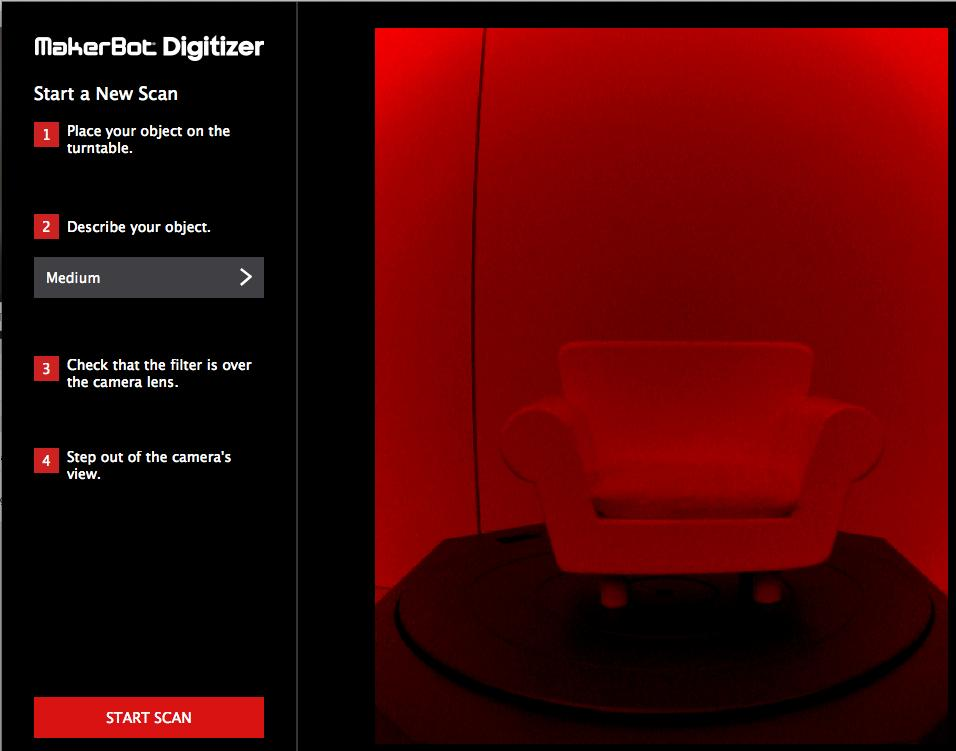 MakerBot Digitizer
Start a New Scan
1 Place your object on the
turntable.
2 Describe your object.
Medium
3 Check that the filter is over
the camera lens.
4 Step out of the camera's
view.
START SCAN